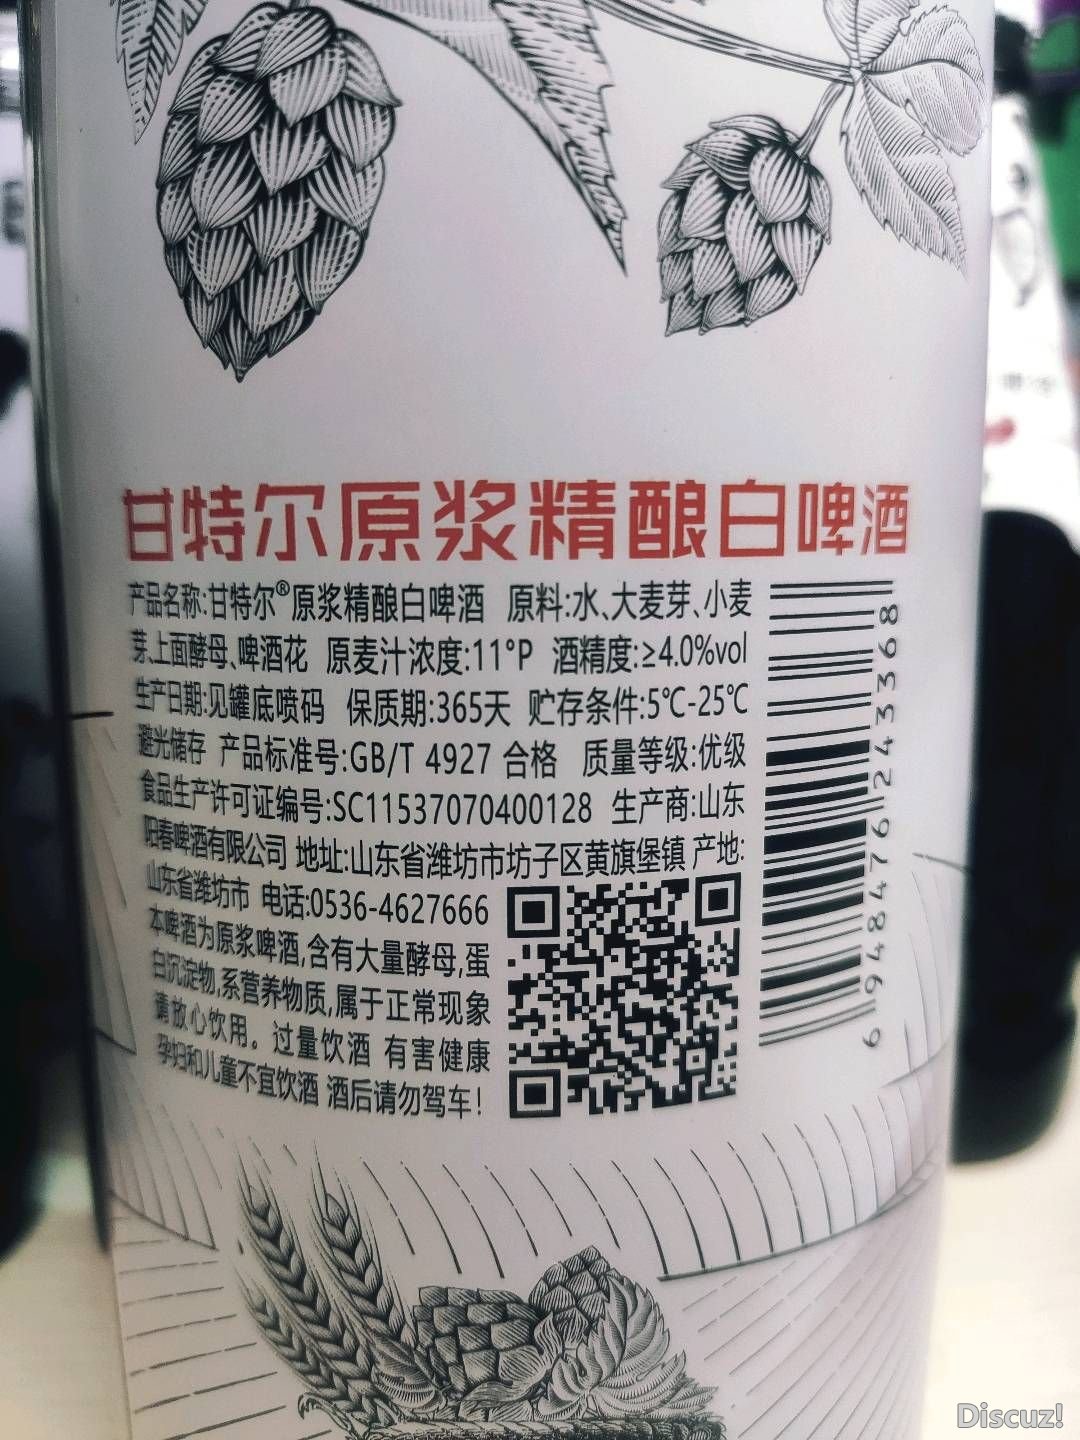 甘特尔原浆精酿白啤酒
产品名称:甘特尔®原浆精酿白啤酒 原料:水、大麦芽、小麦
芽、上面酵母、啤酒花 原麦汁浓度:11°P 酒精度:≥4.0%vol
生产日期:见罐底喷码 保质期:365天 贮存条件:5℃-25℃
避光储存 产品标准号:GB/T 4927 合格 质量等级:优级
食品生产许可证编号:SC11537070400128 生产商:山东
阳春啤酒有限公司 地址:山东省潍坊市坊子区黄旗堡镇 产地:
山东省潍坊市 电话:0536-4627666
本啤酒为原浆啤酒,含有大量酵母,蛋
白沉淀物,系营养物质,属于正常现象
请放心饮用。过量饮酒 有害健康
孕妇和儿童不宜饮酒 酒后请勿驾车!
6948476243368
Discuz!